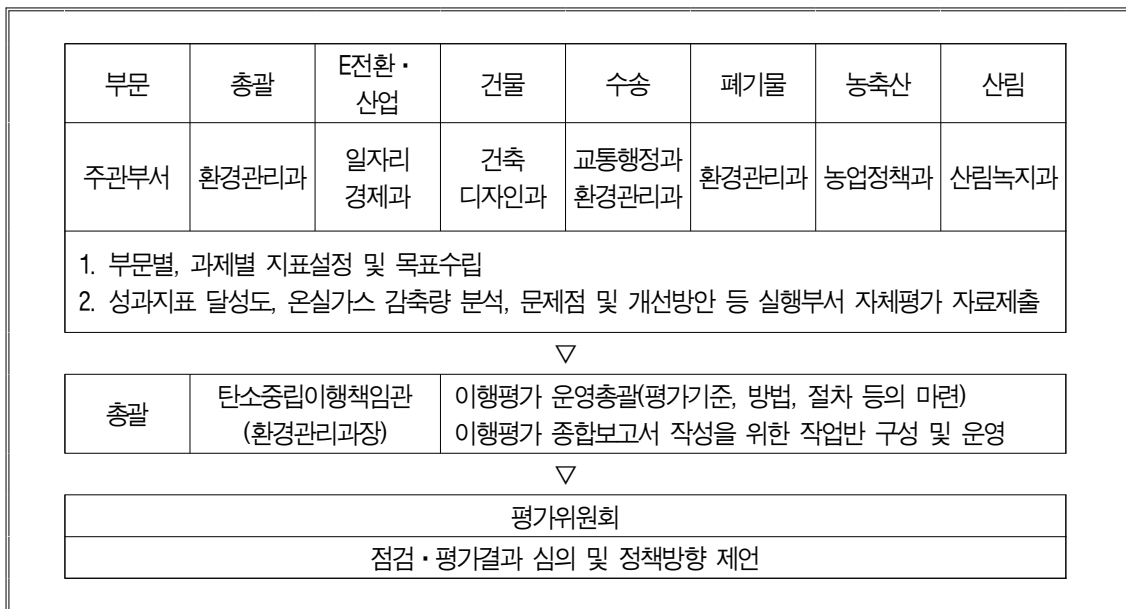 부문 총괄 E전환・산업 건물 수송 폐기물 농축산 산림
주관부서 환경관리과 일자리경제과 건축디자인과 교통행정과 환경관리과 환경관리과 농업정책과 산림녹지과
1. 부문별, 과제별 지표설정 및 목표수립
2. 성과지표 달성도, 온실가스 감축량 분석, 문제점 및 개선방안 등 실행부서 자체평가 자료제출
▽
총괄
탄소중립이행책임관
(환경관리과장)
이행평가 운영총괄(평가기준, 방법, 절차 등의 마련)
이행평가 종합보고서 작성을 위한 작업반 구성 및 운영
▽
평가위원회
점검・평가결과 심의 및 정책방향 제언